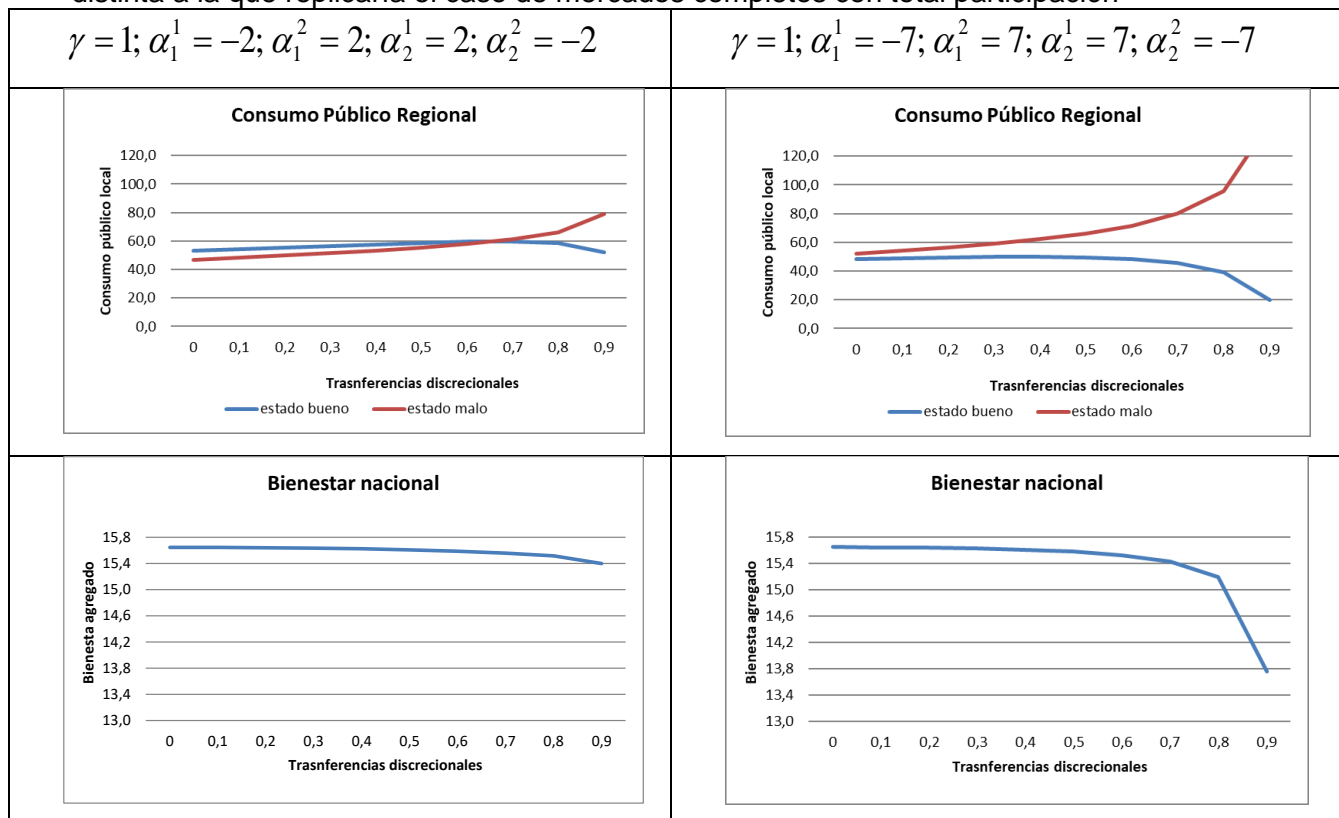 distinta a la que replicaría el caso de mercados completos con total participación
γ = 1; α₁¹ = −2; α₁² = 2; α₂¹ = 2; α₂² = −2
γ = 1; α₁¹ = −7; α₁² = 7; α₂¹ = 7; α₂² = −7
Consumo Público Regional
Consumo público local
120,0
100,0
80,0
60,0
40,0
20,0
0,0
0 0,1 0,2 0,3 0,4 0,5 0,6 0,7 0,8 0,9
Trasnferencias discrecionales
estado bueno estado malo
Consumo Público Regional
Consumo público local
120,0
100,0
80,0
60,0
40,0
20,0
0,0
0 0,1 0,2 0,3 0,4 0,5 0,6 0,7 0,8 0,9
Trasnferencias discrecionales
estado bueno estado malo
Bienestar nacional
Bienesta agregado
15,8
15,4
15,0
14,6
14,2
13,8
13,4
13,0
0 0,1 0,2 0,3 0,4 0,5 0,6 0,7 0,8 0,9
Trasnferencias discrecionales
Bienestar nacional
Bienesta agregado
15,8
15,4
15,0
14,6
14,2
13,8
13,4
13,0
0 0,1 0,2 0,3 0,4 0,5 0,6 0,7 0,8 0,9
Trasnferencias discrecionales